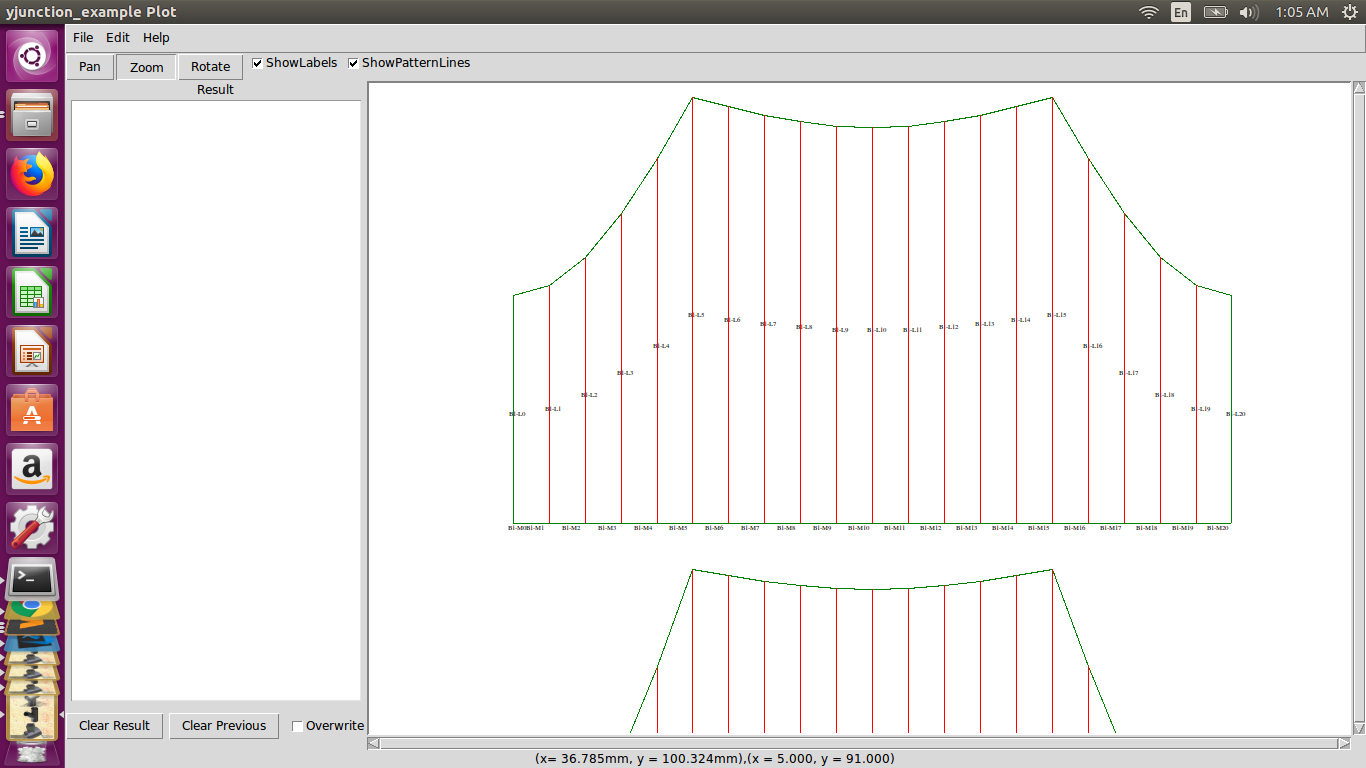 yjunction_example Plot
En
1:05 AM
File Edit Help
Pan Zoom Rotate ShowLabels ShowPatternLines
Result
Bl-L5 Bl-L6 Bl-L7 Bl-L8 Bl-L9 Bl-L10 Bl-L11 Bl-L12 Bl-L13 Bl-L14 Bl-L15
Bl-L4 Bl-L16
Bl-L3 Bl-L17
Bl-L2 Bl-L18
Bl-L1 Bl-L19
Bl-L0 Bl-L20
Bl-M0 Bl-M1 Bl-M2 Bl-M3 Bl-M4 Bl-M5 Bl-M6 Bl-M7 Bl-M8 Bl-M9 Bl-M10 Bl-M11 Bl-M12 Bl-M13 Bl-M14 Bl-M15 Bl-M16 Bl-M17 Bl-M18 Bl-M19 Bl-M20
Clear Result Clear Previous Overwrite
(x= 36.785mm, y = 100.324mm),(x = 5.000, y = 91.000)